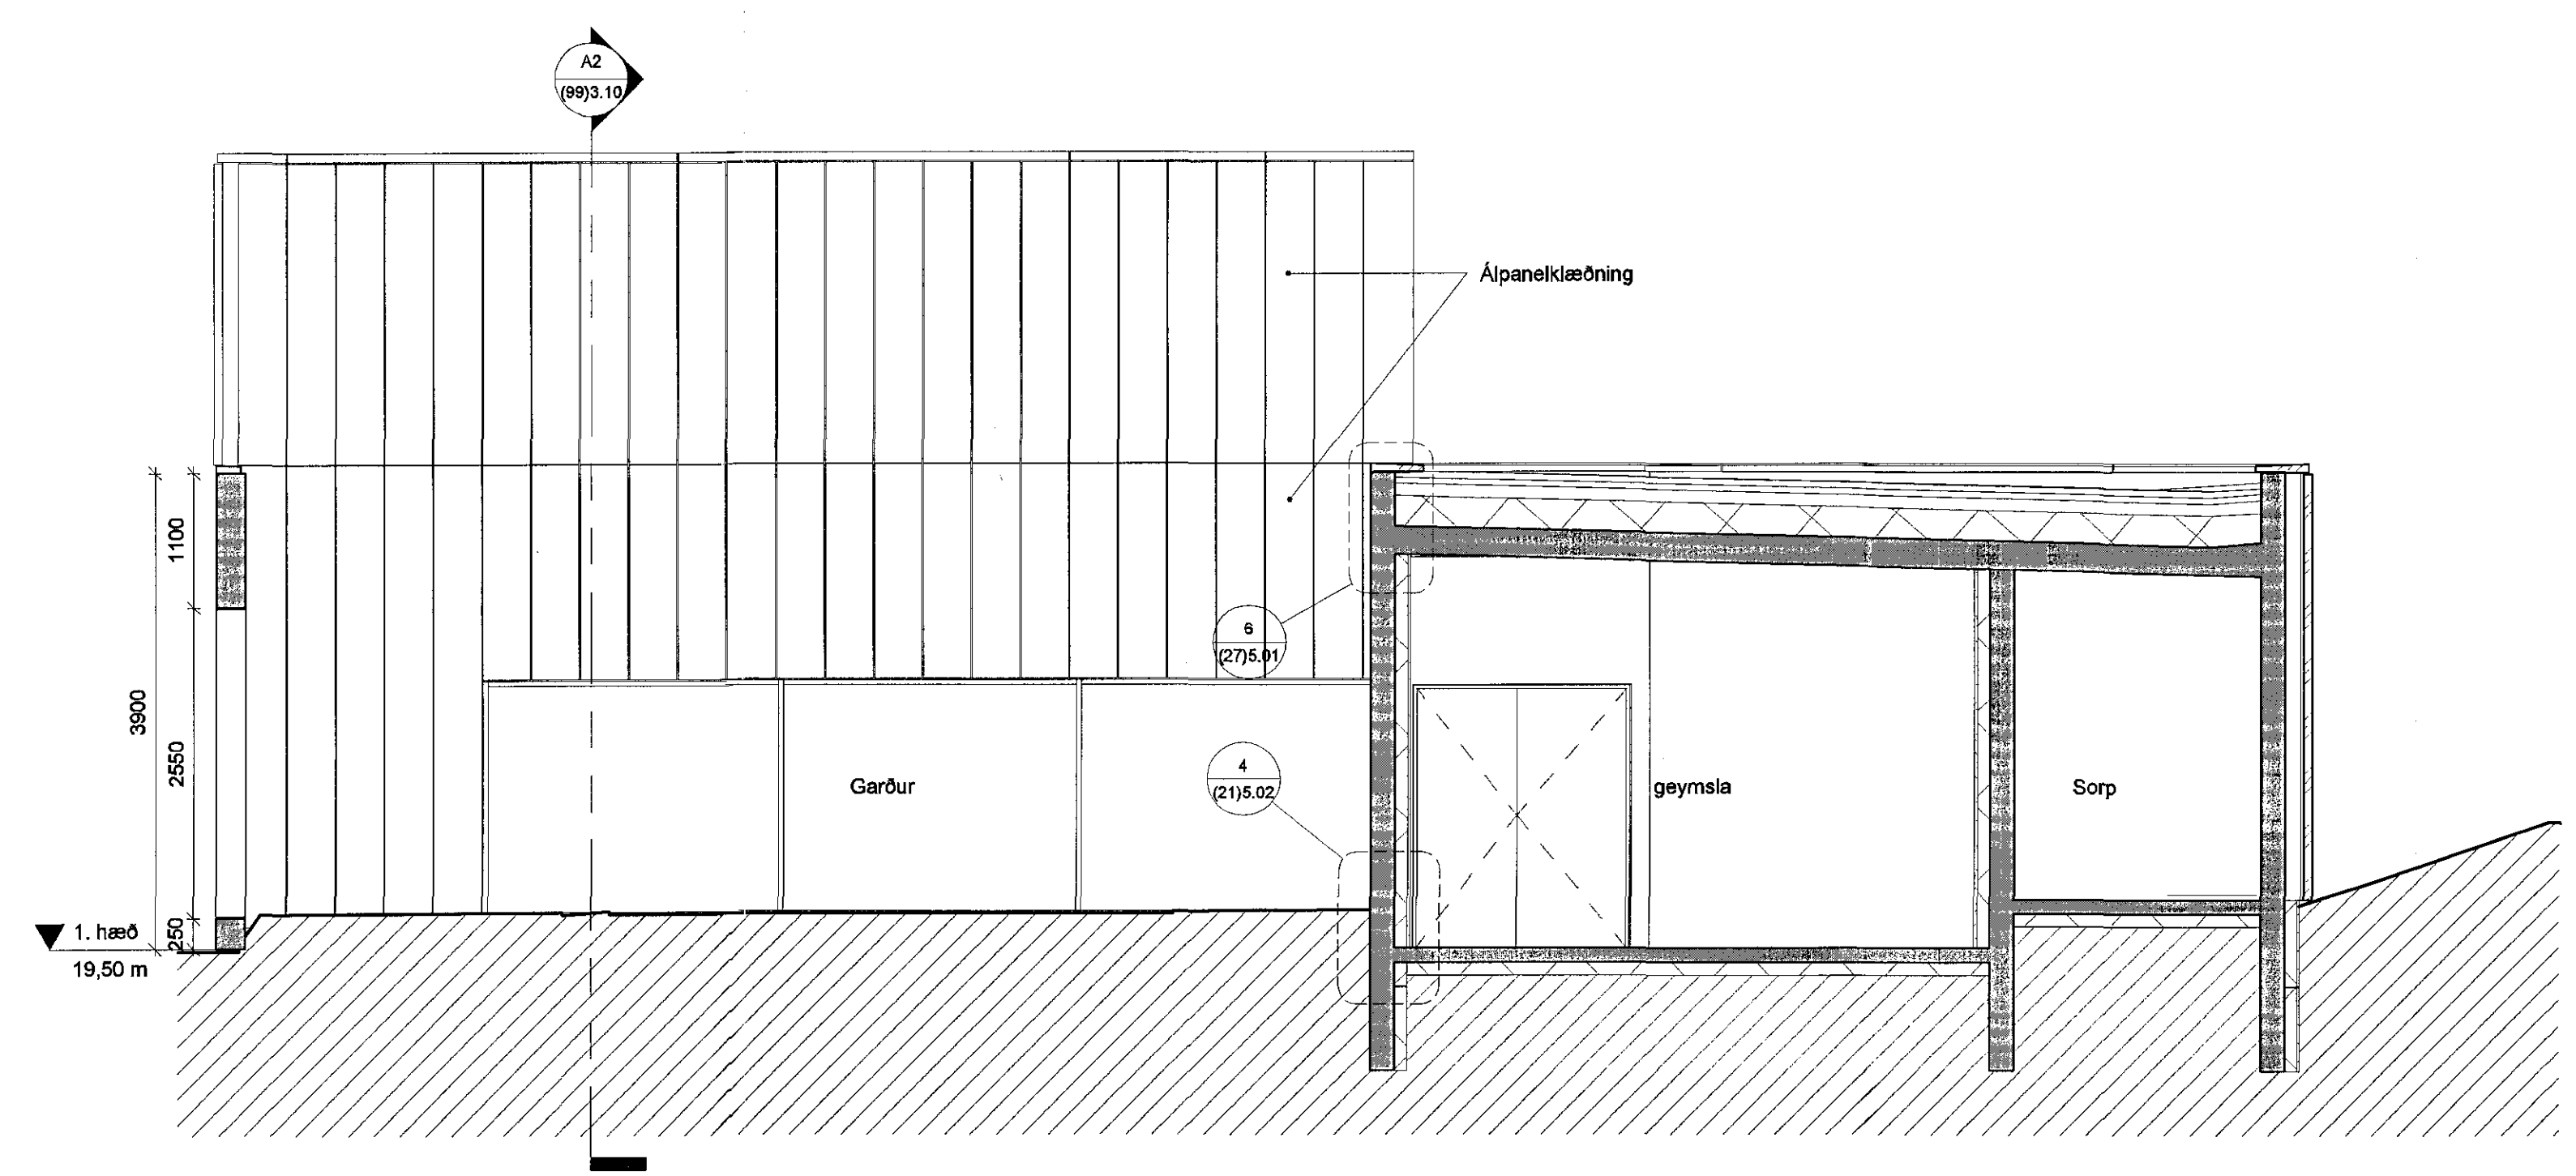 A2
(99)3.10
Álpanelklæðning
1100
6
(27)5.01
3900
2550
4
(21)5.02
Garður
geymsla
Sorp
250
1. hæð
19,50 m